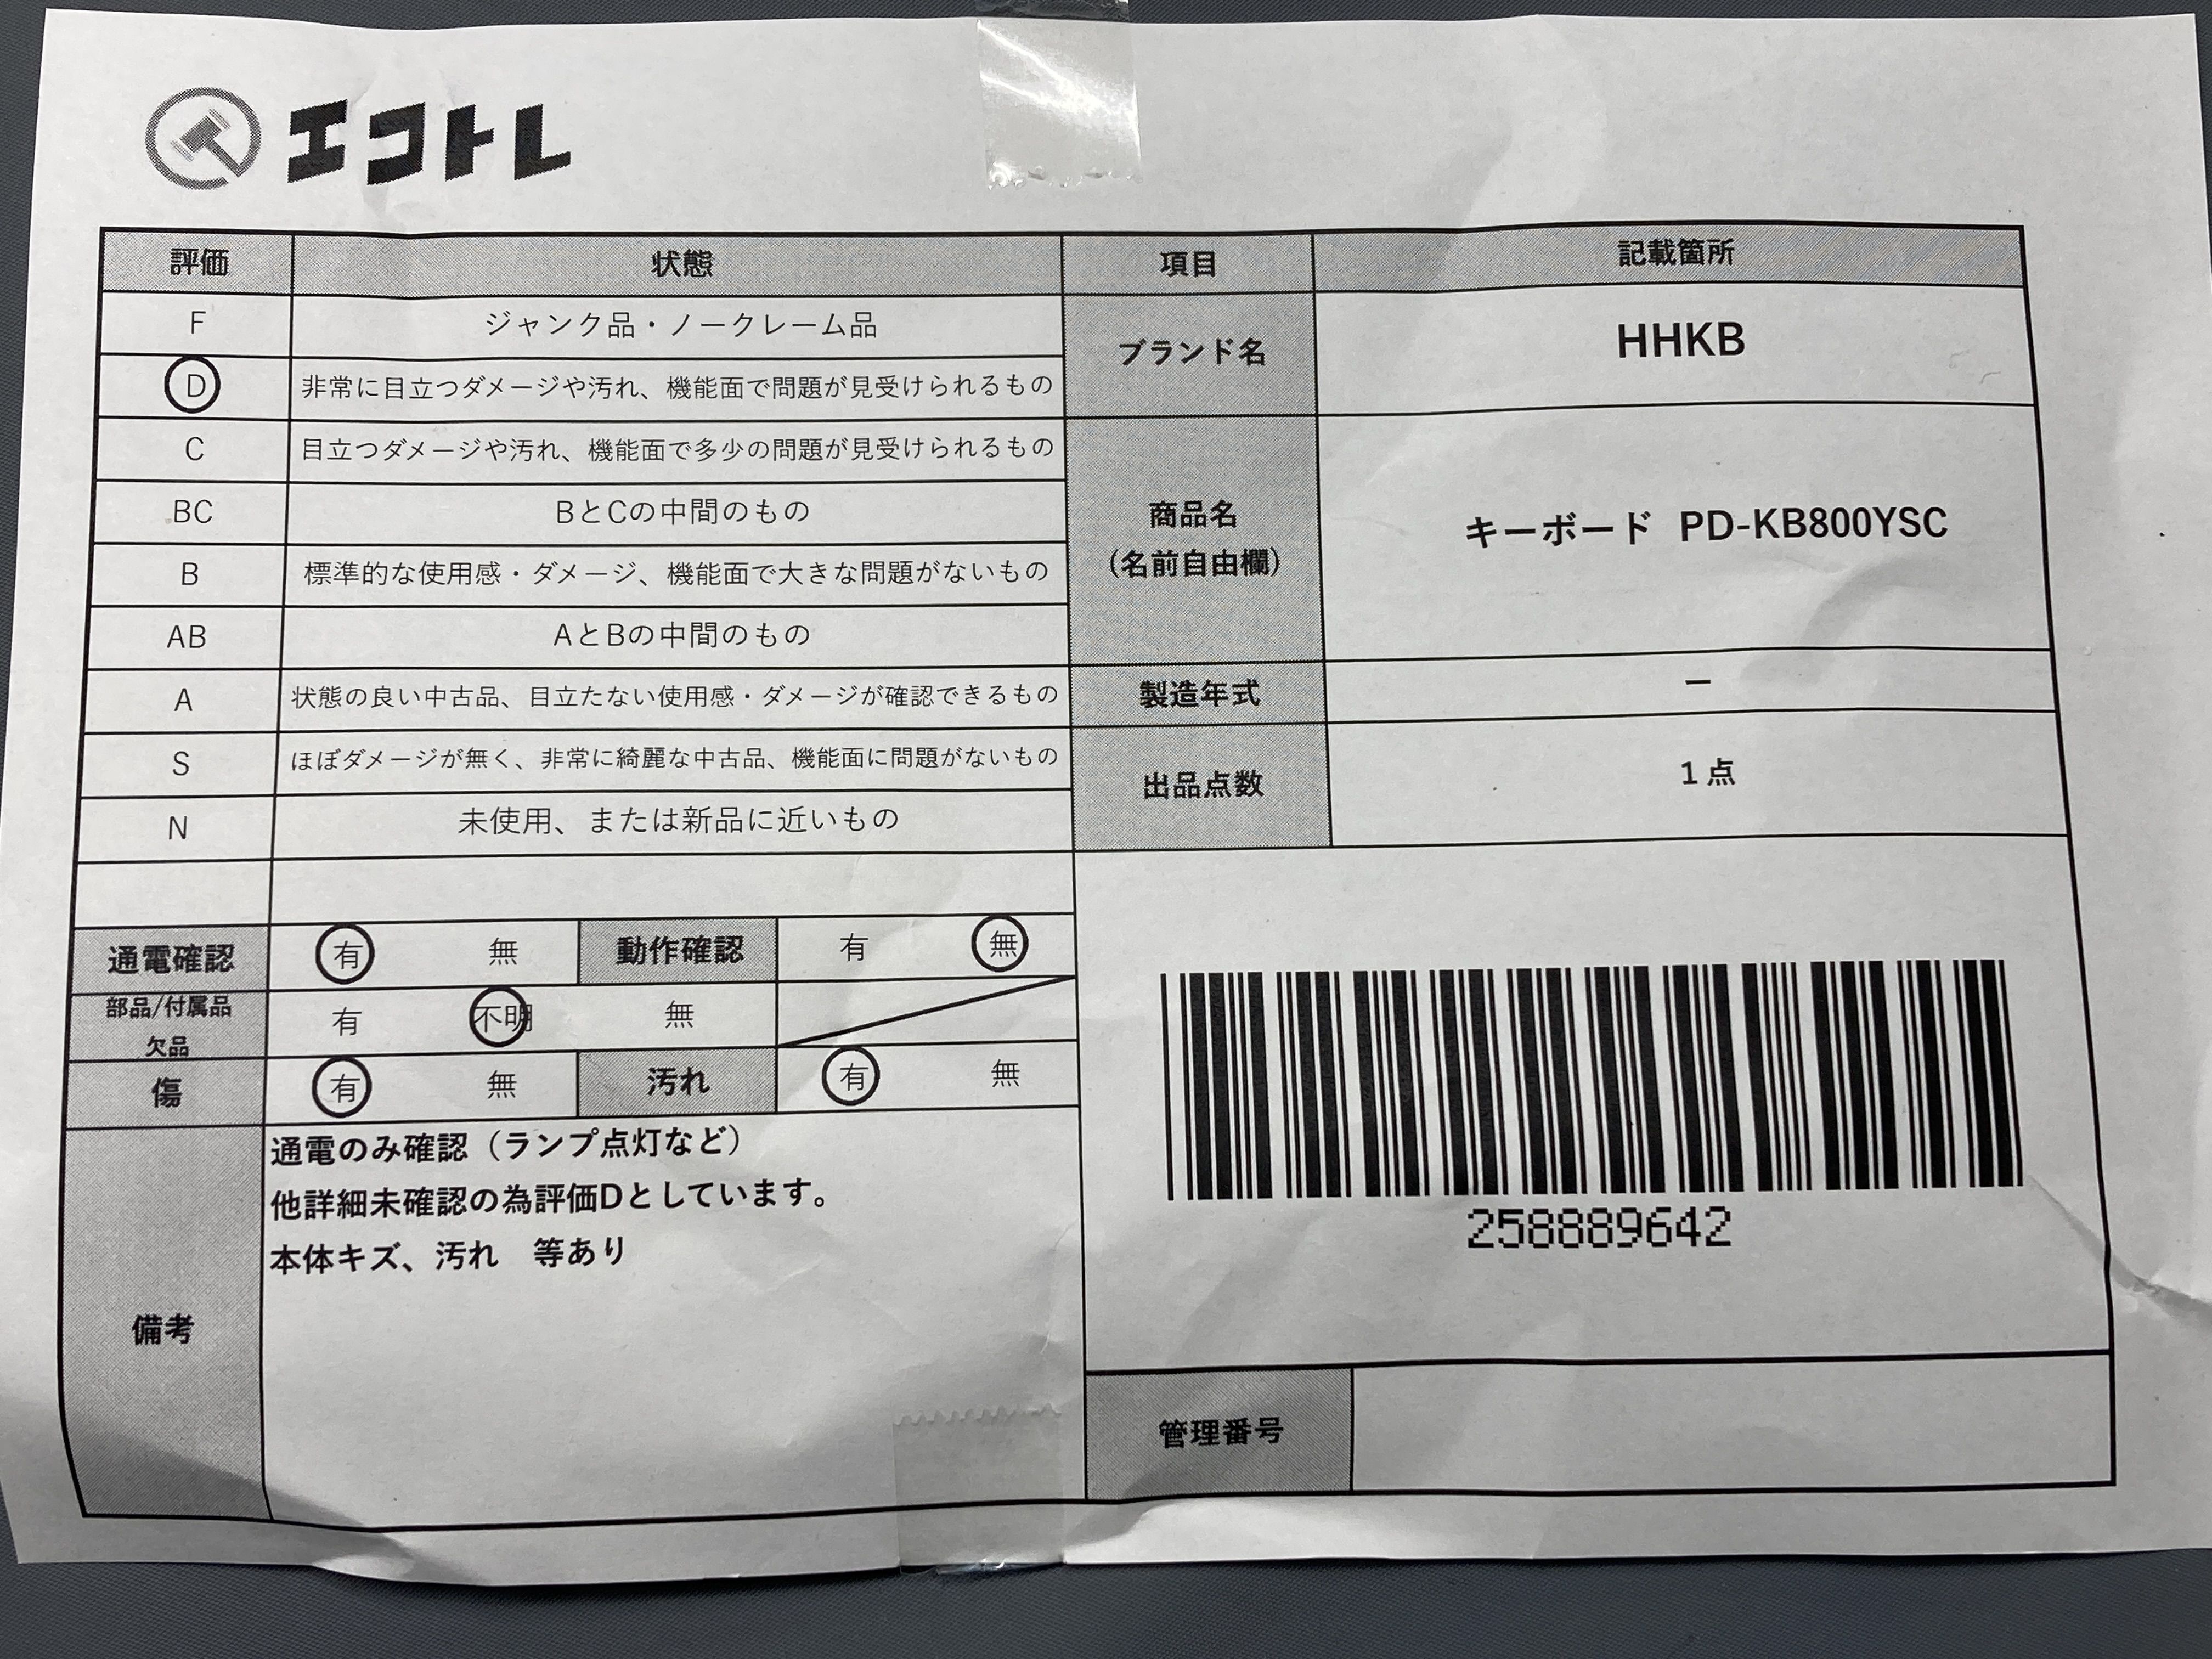 エコトレ
評価 状態 項目 記載箇所
F ジャンク品・ノークレーム品
D 非常に目立つダメージや汚れ、機能面で問題が見受けられるもの
C 目立つダメージや汚れ、機能面で多少の問題が見受けられるもの
BC BとCの中間のもの
B 標準的な使用感・ダメージ、機能面で大きな問題がないもの
AB AとBの中間のもの
A 状態の良い中古品、目立たない使用感・ダメージが確認できるもの
S ほぼダメージが無く、非常に綺麗な中古品、機能面に問題がないもの
N 未使用、または新品に近いもの
ブランド名 HHKB
商品名
（名前自由欄）
キーボード PD-KB800YSC
製造年式 ー
出品点数 1点
通電確認 有 無 動作確認 有 無
部品/付属品
欠品
有 不明 無
傷 有 無 汚れ 有 無
備考
通電のみ確認（ランプ点灯など）
他詳細未確認の為評価Dとしています。
本体キズ、汚れ 等あり
258889642
管理番号